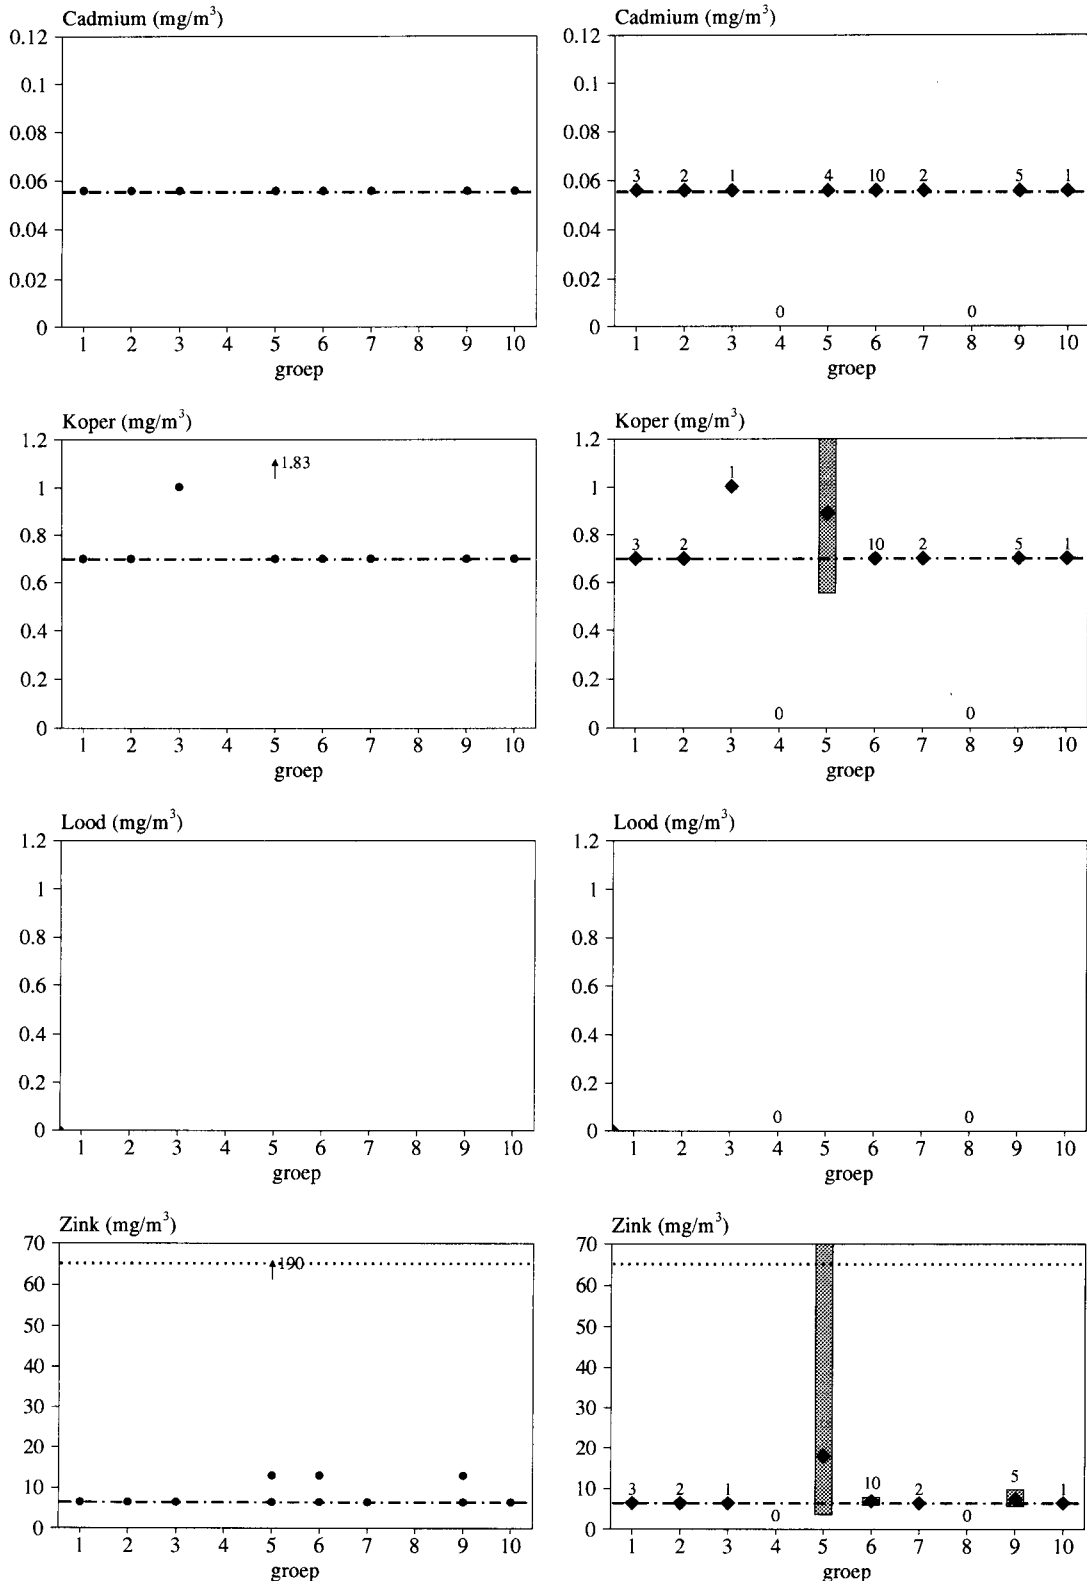 Cadmium (mg/m³)
0.12
0.1
0.08
0.06
0.04
0.02
0
1 2 3 4 5 6 7 8 9 10
groep
Cadmium (mg/m³)
0.12
0.1
0.08
0.06
0.04
0.02
0
3 2 1 4 10 2 5 1
0 0
1 2 3 4 5 6 7 8 9 10
groep
Koper (mg/m³)
1.2
1
0.8
0.6
0.4
0.2
0
1.83
1 2 3 4 5 6 7 8 9 10
groep
Koper (mg/m³)
1.2
1
0.8
0.6
0.4
0.2
0
1
3 2 10 2 5 1
0 0
1 2 3 4 5 6 7 8 9 10
groep
Lood (mg/m³)
1.2
1
0.8
0.6
0.4
0.2
0
1 2 3 4 5 6 7 8 9 10
groep
Lood (mg/m³)
1.2
1
0.8
0.6
0.4
0.2
0
0 0
1 2 3 4 5 6 7 8 9 10
groep
Zink (mg/m³)
70
60
50
40
30
20
10
0
190
1 2 3 4 5 6 7 8 9 10
groep
Zink (mg/m³)
70
60
50
40
30
20
10
0
3 2 1 10 2 5 1
0 0
1 2 3 4 5 6 7 8 9 10
groep